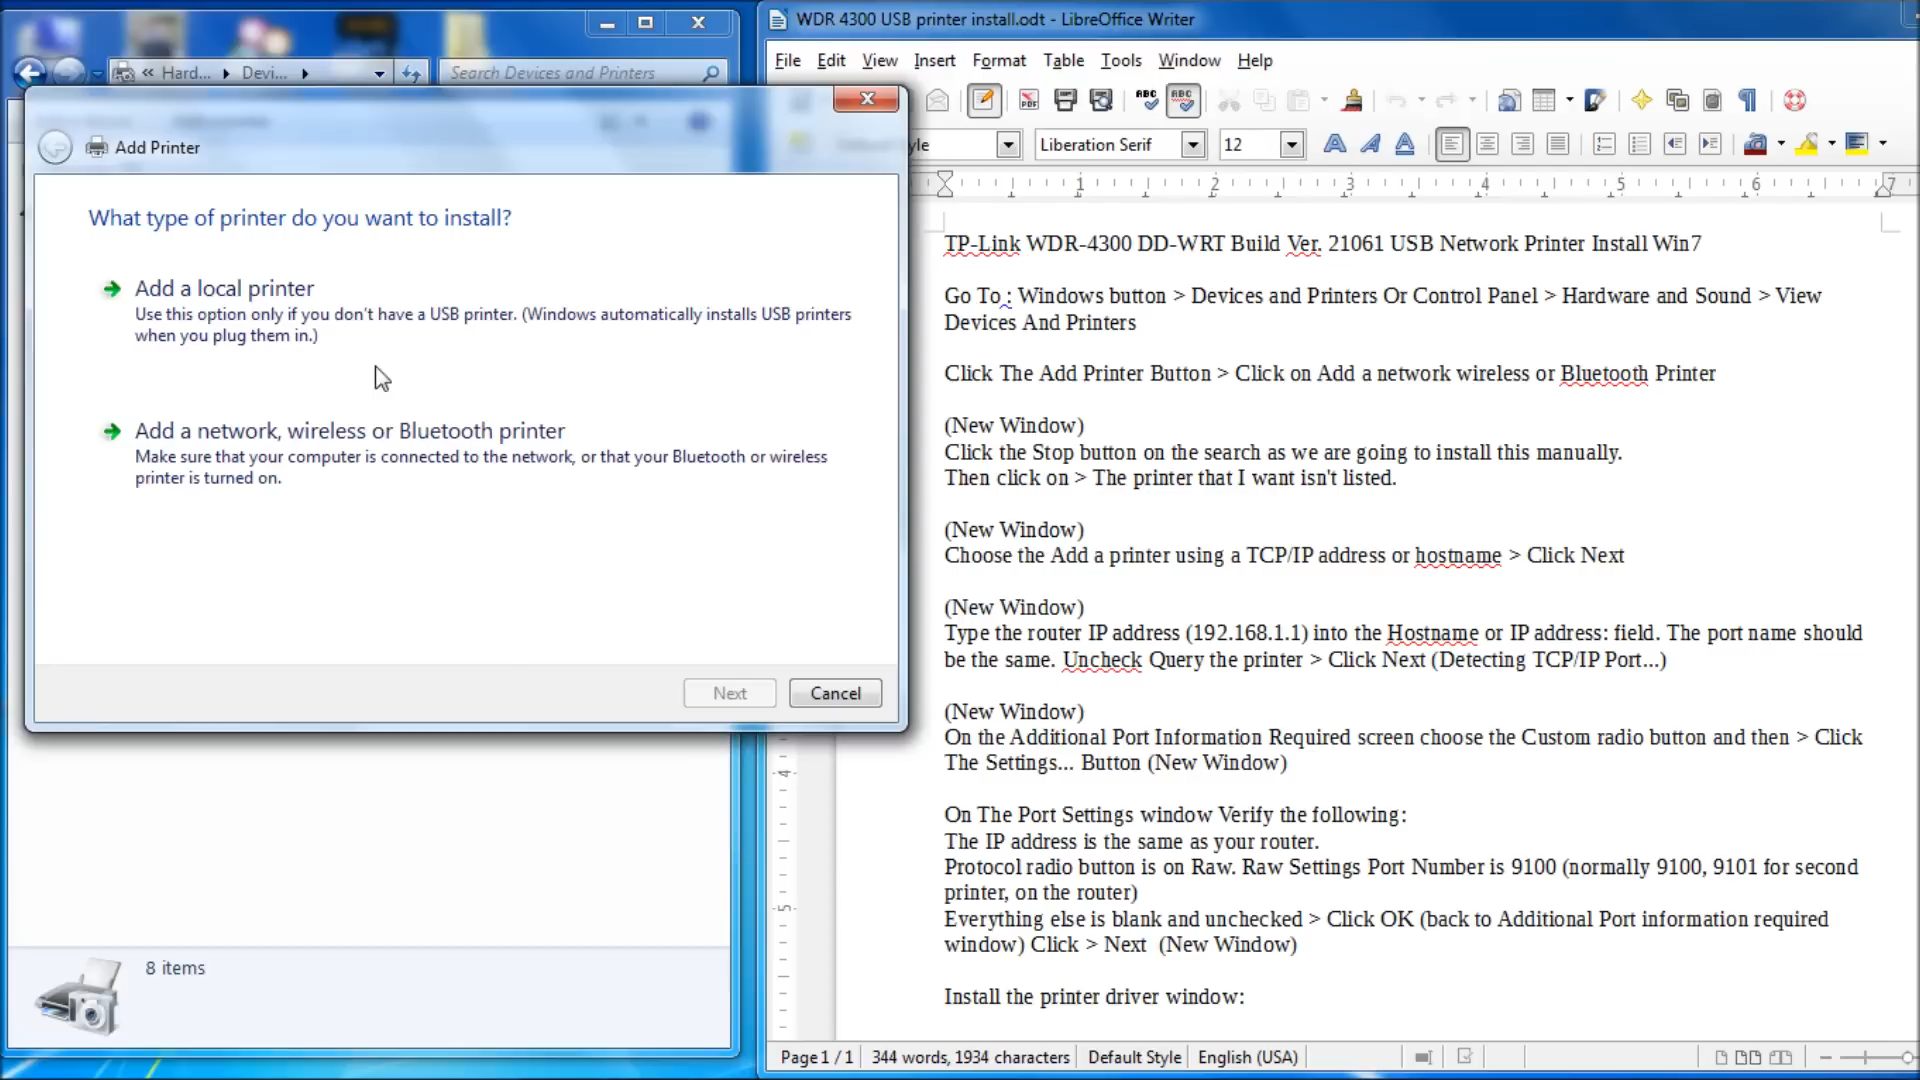 WDR 4300 USB printer install.odt - LibreOffice Writer
« Hard... Devi...
Search Devices and Printers
File Edit View Insert Format Table Tools Window Help
PDF ABC ABC
Liberation Serif 12
Add Printer
What type of printer do you want to install?
Add a local printer
Use this option only if you don't have a USB printer. (Windows automatically installs USB printers
when you plug them in.)
Add a network, wireless or Bluetooth printer
Make sure that your computer is connected to the network, or that your Bluetooth or wireless
printer is turned on.
Next Cancel
8 items
1 2 3 4 5 6 7
TP-Link WDR-4300 DD-WRT Build Ver. 21061 USB Network Printer Install Win7
Go To : Windows button > Devices and Printers Or Control Panel > Hardware and Sound > View
Devices And Printers
Click The Add Printer Button > Click on Add a network wireless or Bluetooth Printer
(New Window)
Click the Stop button on the search as we are going to install this manually.
Then click on > The printer that I want isn't listed.
(New Window)
Choose the Add a printer using a TCP/IP address or hostname > Click Next
(New Window)
Type the router IP address (192.168.1.1) into the Hostname or IP address: field. The port name should
be the same. Uncheck Query the printer > Click Next (Detecting TCP/IP Port...)
(New Window)
On the Additional Port Information Required screen choose the Custom radio button and then > Click
The Settings... Button (New Window)
On The Port Settings window Verify the following:
The IP address is the same as your router.
Protocol radio button is on Raw. Raw Settings Port Number is 9100 (normally 9100, 9101 for second
printer, on the router)
Everything else is blank and unchecked > Click OK (back to Additional Port information required
window) Click > Next  (New Window)
Install the printer driver window:
4
5
Page 1 / 1 344 words, 1934 characters Default Style English (USA)